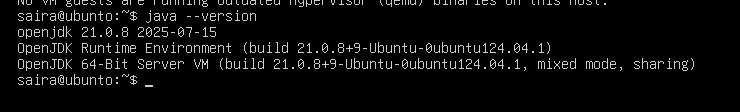 No VM guests are running outdated hypervisor (qemu) binaries on this host.
saira@ubunto:~$ java --version
openjdk 21.0.8 2025-07-15
OpenJDK Runtime Environment (build 21.0.8+9-Ubuntu-0ubuntu124.04.1)
OpenJDK 64-Bit Server VM (build 21.0.8+9-Ubuntu-0ubuntu124.04.1, mixed mode, sharing)
saira@ubunto:~$ _